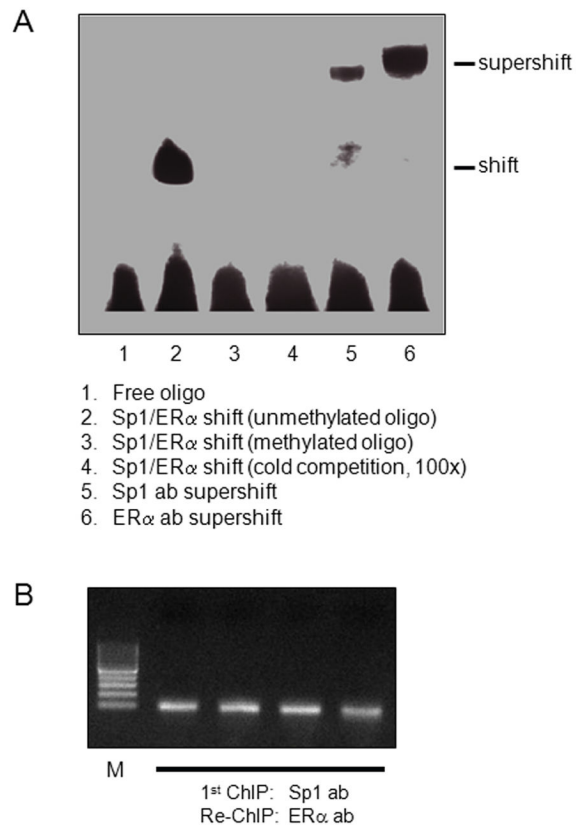 A
supershift
shift
1 2 3 4 5 6
1. Free oligo
2. Sp1/ERα shift (unmethylated oligo)
3. Sp1/ERα shift (methylated oligo)
4. Sp1/ERα shift (cold competition, 100x)
5. Sp1 ab supershift
6. ERα ab supershift
B
M
1st ChIP: Sp1 ab
Re-ChIP: ERα ab